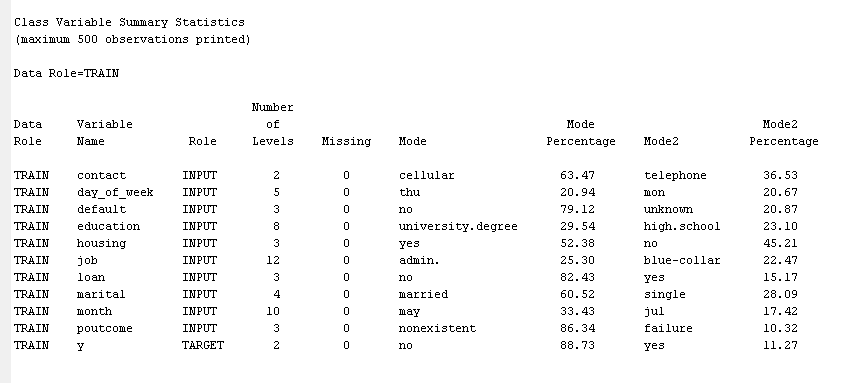 Class Variable Summary Statistics
(maximum 500 observations printed)
Data Role=TRAIN
Number
Data Variable of Mode Mode2
Role Name Role Levels Missing Mode Percentage Mode2 Percentage
TRAIN contact INPUT 2 0 cellular 63.47 telephone 36.53
TRAIN day_of_week INPUT 5 0 thu 20.94 mon 20.67
TRAIN default INPUT 3 0 no 79.12 unknown 20.87
TRAIN education INPUT 8 0 university.degree 29.54 high.school 23.10
TRAIN housing INPUT 3 0 yes 52.38 no 45.21
TRAIN job INPUT 12 0 admin. 25.30 blue-collar 22.47
TRAIN loan INPUT 3 0 no 82.43 yes 15.17
TRAIN marital INPUT 4 0 married 60.52 single 28.09
TRAIN month INPUT 10 0 may 33.43 jul 17.42
TRAIN poutcome INPUT 3 0 nonexistent 86.34 failure 10.32
TRAIN y TARGET 2 0 no 88.73 yes 11.27